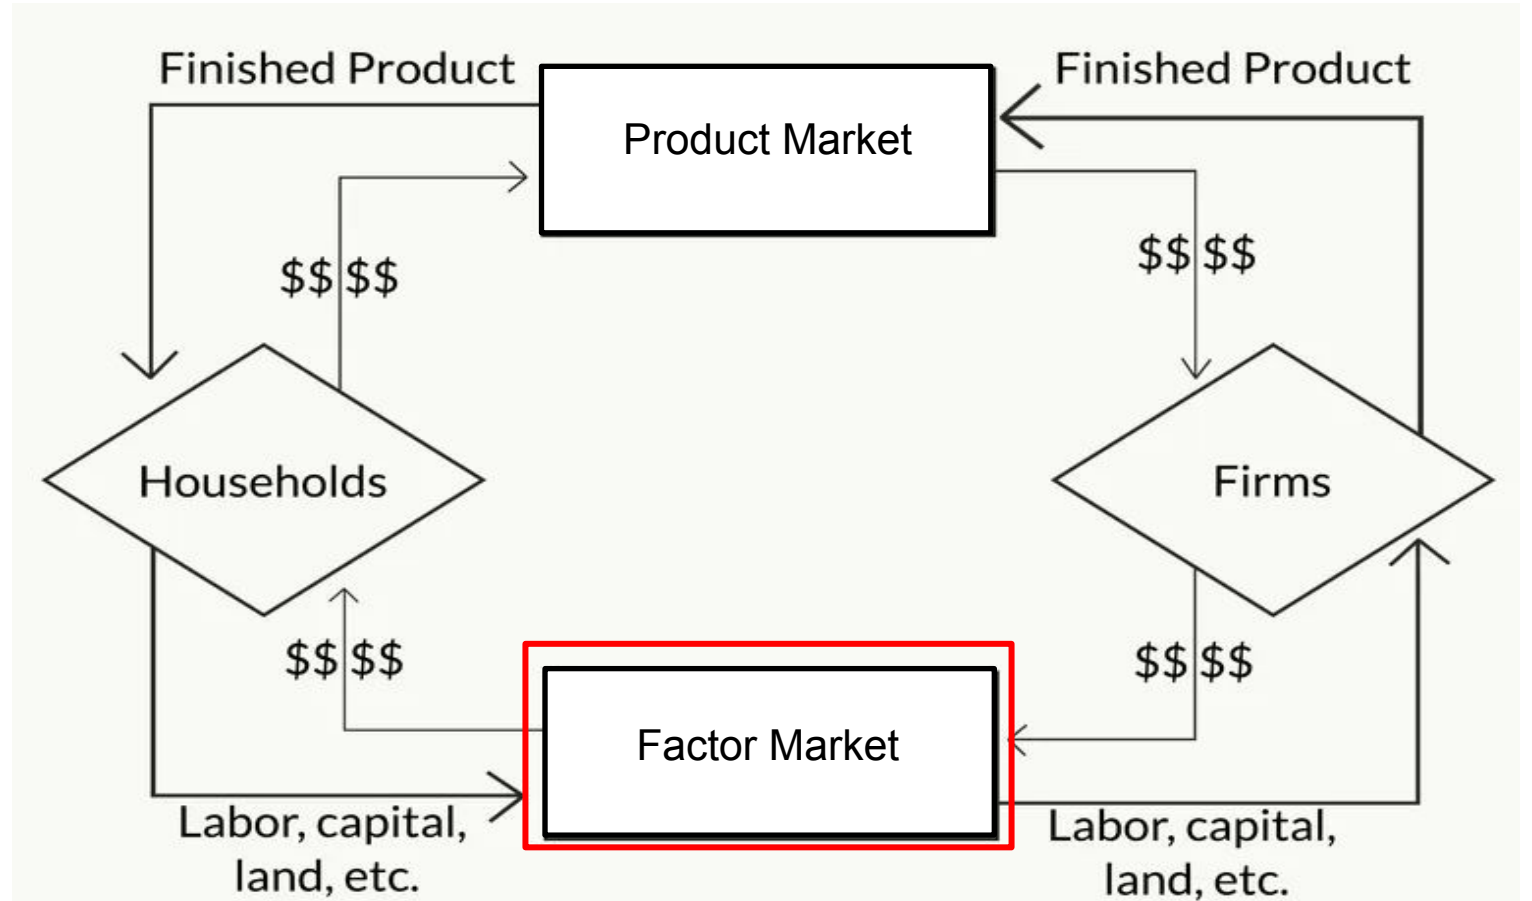 Finished Product
Finished Product
Product Market
$$ $$
$$ $$
Households
Firms
$$ $$
$$ $$
Factor Market
Labor, capital,
land, etc.
Labor, capital,
land, etc.